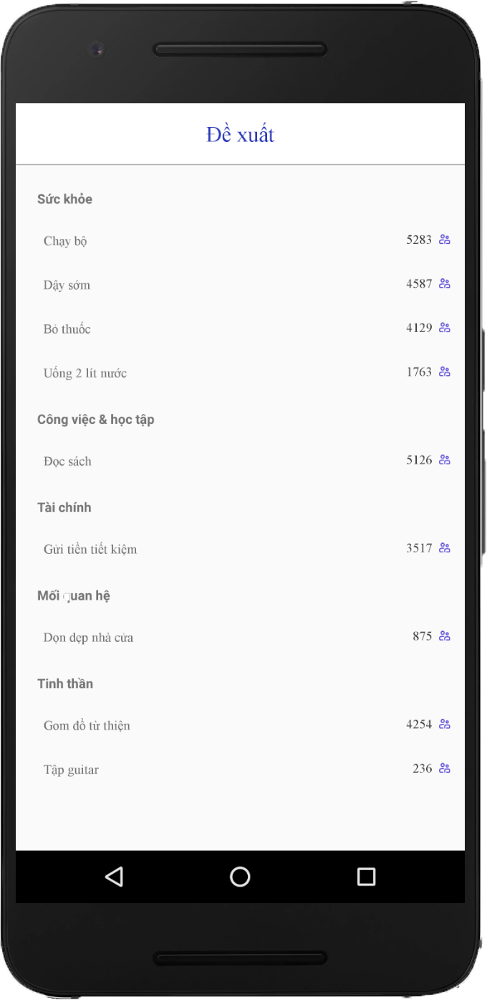 Đề xuất
Sức khỏe
Chạy bộ 5283
Dậy sớm 4587
Bỏ thuốc 4129
Uống 2 lít nước 1763
Công việc & học tập
Đọc sách 5126
Tài chính
Gửi tiền tiết kiệm 3517
Mối quan hệ
Dọn dẹp nhà cửa 875
Tinh thần
Gom đồ từ thiện 4254
Tập guitar 236